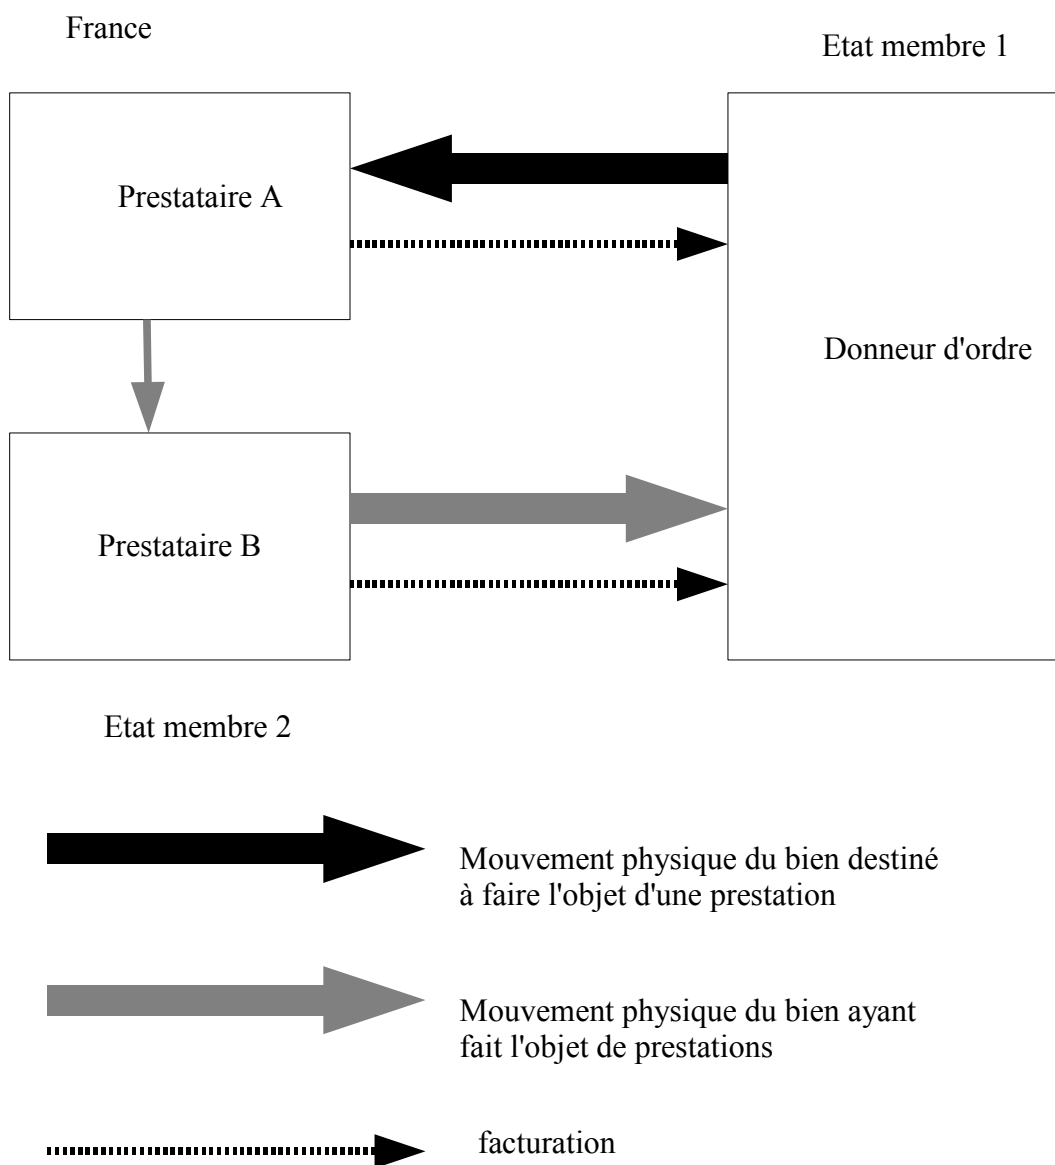 France
Etat membre 1
Prestataire A
Donneur d'ordre
Prestataire B
Etat membre 2
Mouvement physique du bien destiné
à faire l'objet d'une prestation
Mouvement physique du bien ayant
fait l'objet de prestations
facturation